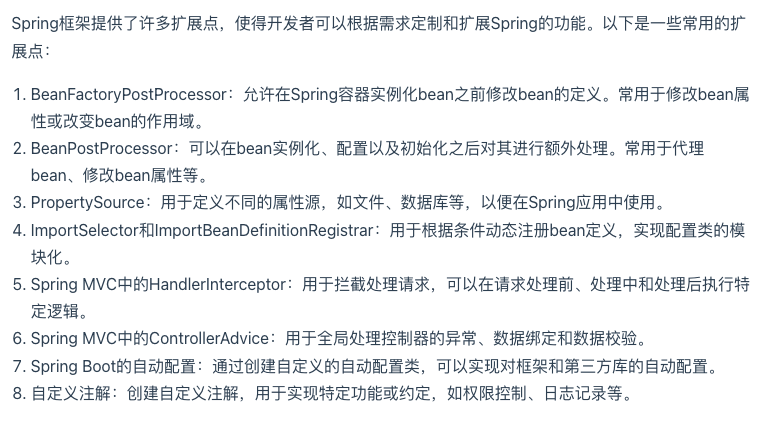 Spring框架提供了许多扩展点，使得开发者可以根据需求定制和扩展Spring的功能。以下是一些常用的扩
展点：
1. BeanFactoryPostProcessor：允许在Spring容器实例化bean之前修改bean的定义。常用于修改bean属
性或改变bean的作用域。
2. BeanPostProcessor：可以在bean实例化、配置以及初始化之后对其进行额外处理。常用于代理
bean、修改bean属性等。
3. PropertySource：用于定义不同的属性源，如文件、数据库等，以便在Spring应用中使用。
4. ImportSelector和ImportBeanDefinitionRegistrar：用于根据条件动态注册bean定义，实现配置类的模
块化。
5. Spring MVC中的HandlerInterceptor：用于拦截处理请求，可以在请求处理前、处理中和处理后执行特
定逻辑。
6. Spring MVC中的ControllerAdvice：用于全局处理控制器的异常、数据绑定和数据校验。
7. Spring Boot的自动配置：通过创建自定义的自动配置类，可以实现对框架和第三方库的自动配置。
8. 自定义注解：创建自定义注解，用于实现特定功能或约定，如权限控制、日志记录等。